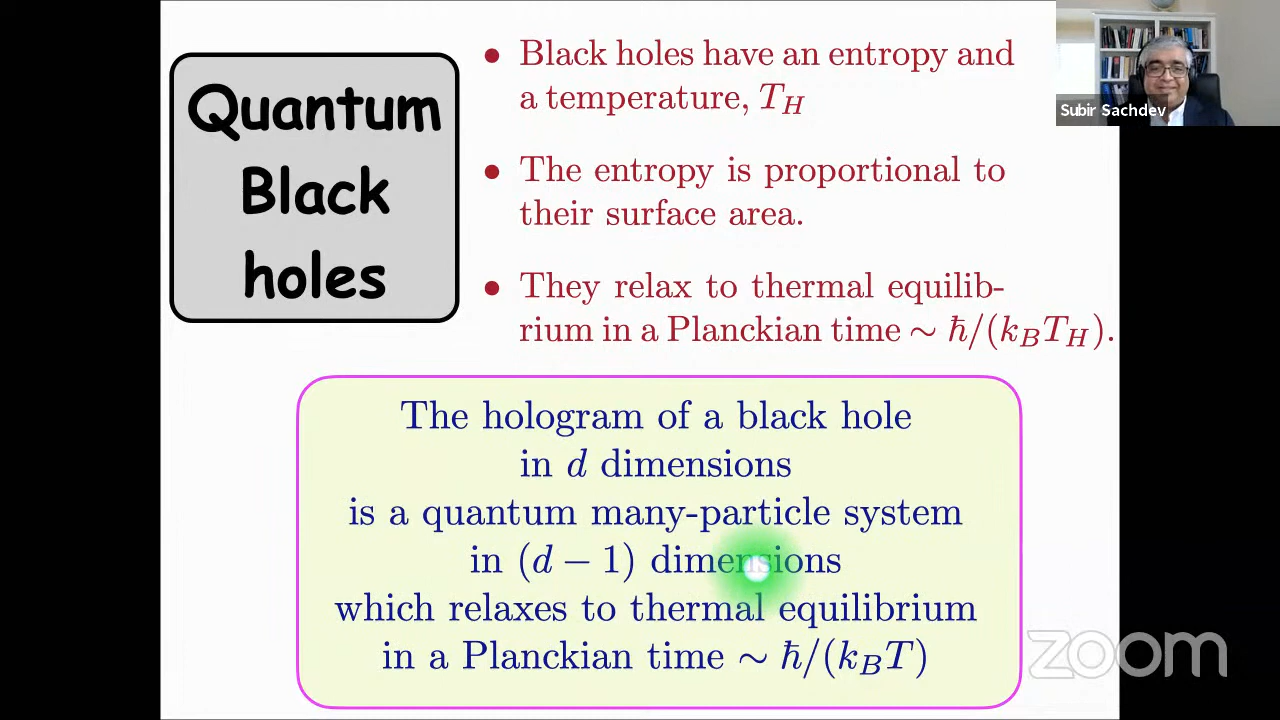 Quantum
Black
holes
• Black holes have an entropy and
a temperature, T_H
• The entropy is proportional to
their surface area.
• They relax to thermal equilib-
rium in a Planckian time ∼ ħ/(k_B T_H).
The hologram of a black hole
in d dimensions
is a quantum many-particle system
in (d − 1) dimensions
which relaxes to thermal equilibrium
in a Planckian time ∼ ħ/(k_B T)
Subir Sachdev
zoom